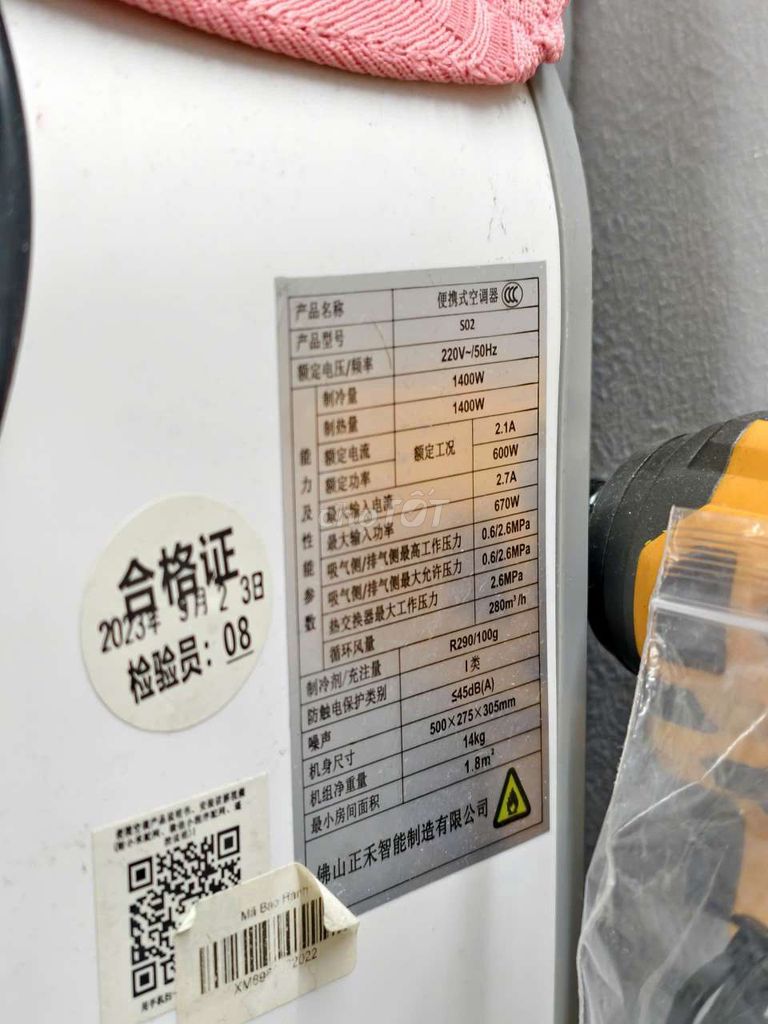 产品名称 便携式空调器
产品型号 S02
额定电压/频率 220V~/50Hz
能力及性能参数
制冷量 1400W
制热量 1400W
额定电流 额定工况 2.1A
额定功率 600W
最大输入电流 2.7A
最大输入功率 670W
吸气侧/排气侧最高工作压力 0.6/2.6MPa
吸气侧/排气侧最大允许压力 0.6/2.6MPa
热交换器最大工作压力 2.6MPa
循环风量 280m³/h
制冷剂/充注量 R290/100g
防触电保护类别 I 类
噪声 ≤45dB(A)
机身尺寸 500×275×305mm
机组净重量 14kg
最小房间面积 1.8m²
佛山正禾智能制造有限公司
合格证
2023年 5月 2 3日
检验员: 08
Mã Bảo Hành
2022
CHỢ TỐT